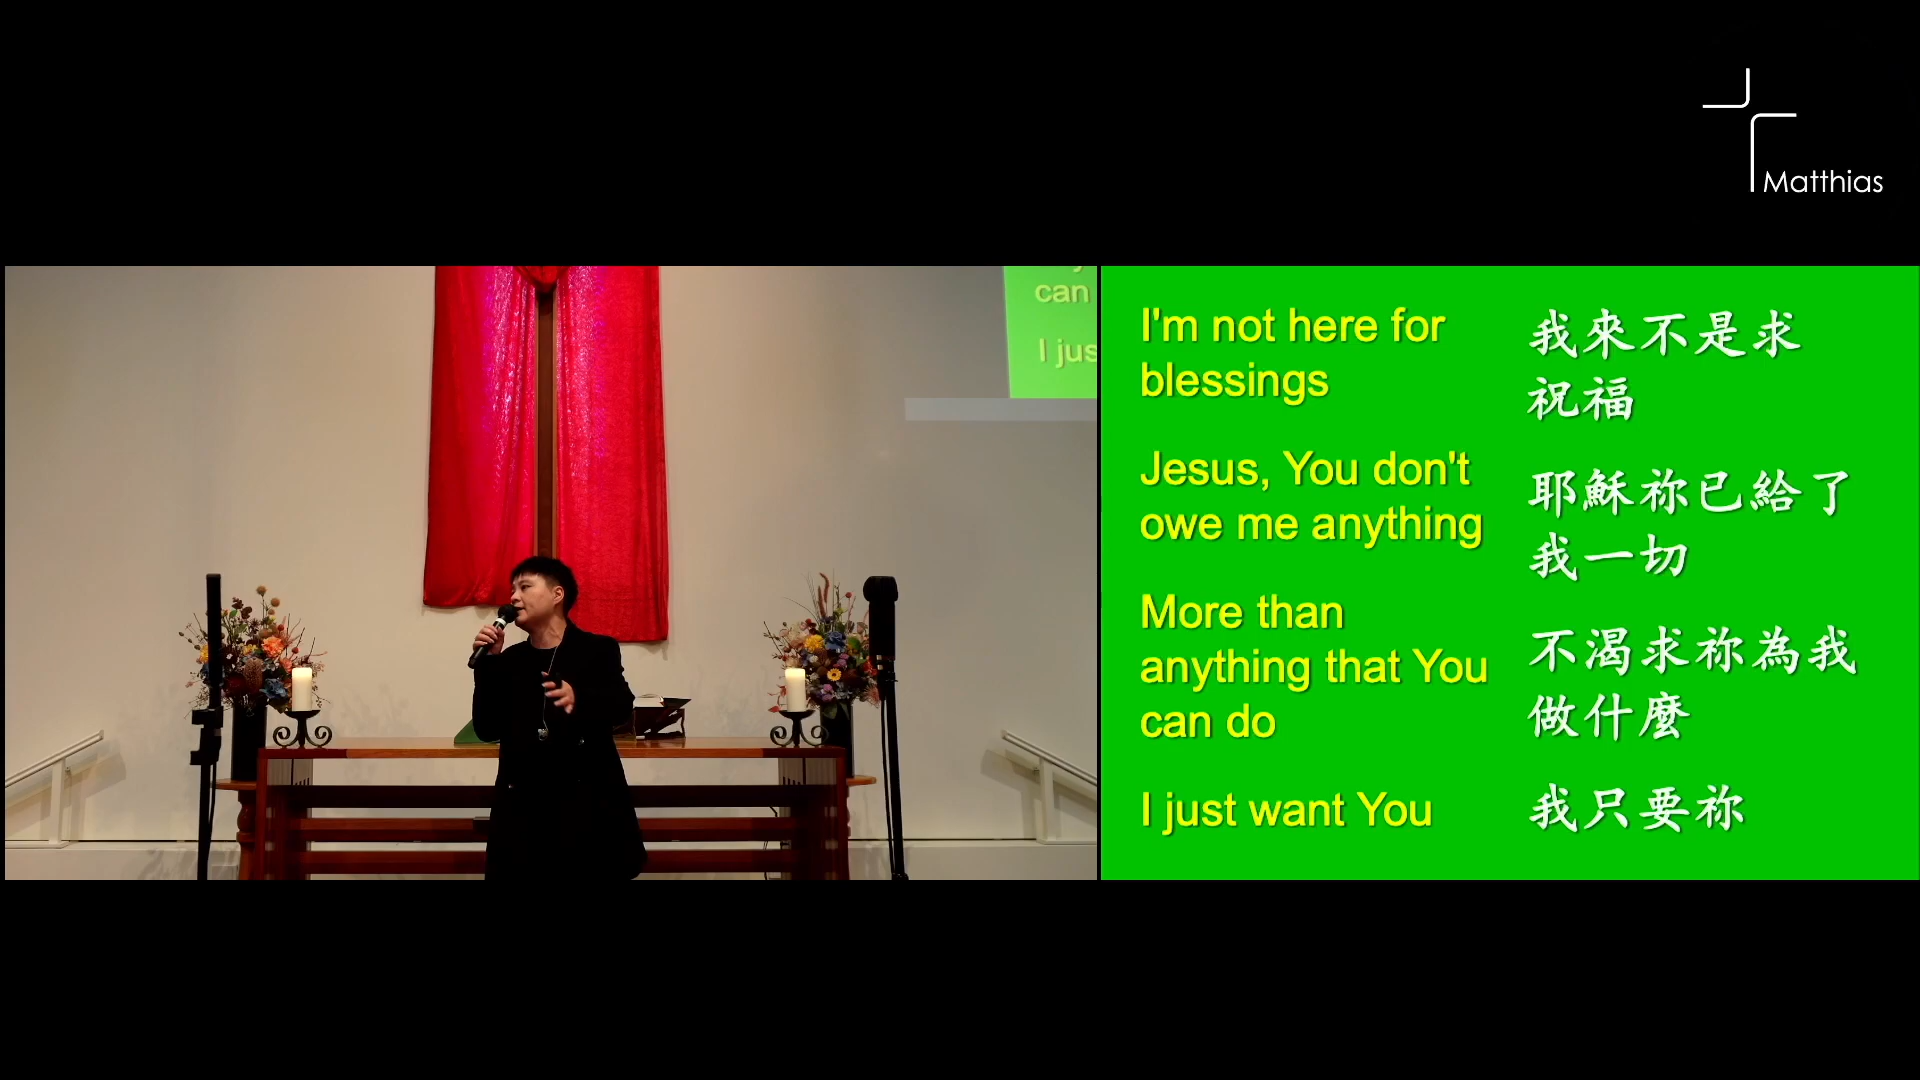 Matthias
can
I jus
I'm not here for
blessings
Jesus, You don't
owe me anything
More than
anything that You
can do
I just want You
我來不是求
祝福
耶穌祢已給了
我一切
不渴求祢為我
做什麼
我只要祢